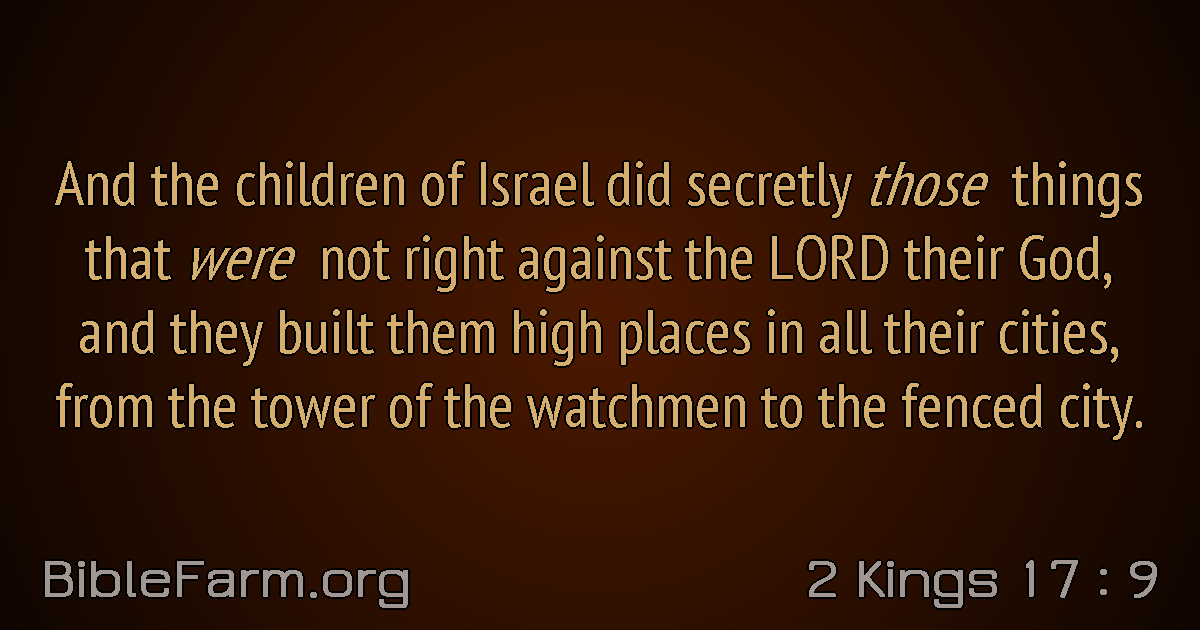 And the children of Israel did secretly those things
that were not right against the LORD their God,
and they built them high places in all their cities,
from the tower of the watchmen to the fenced city.
BibleFarm.org
2 Kings 17 : 9